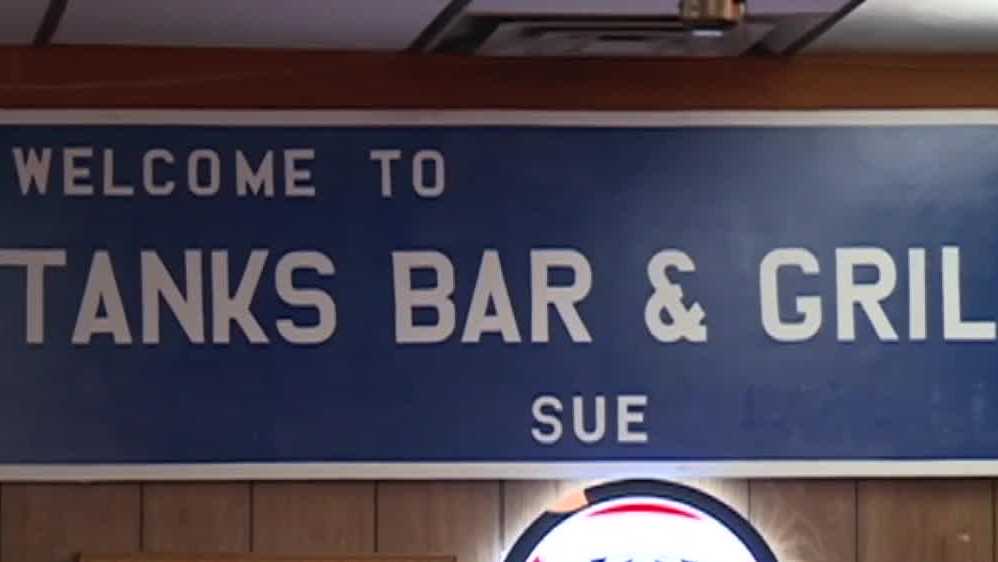 WELCOME TO
TANKS BAR & GRIL
SUE